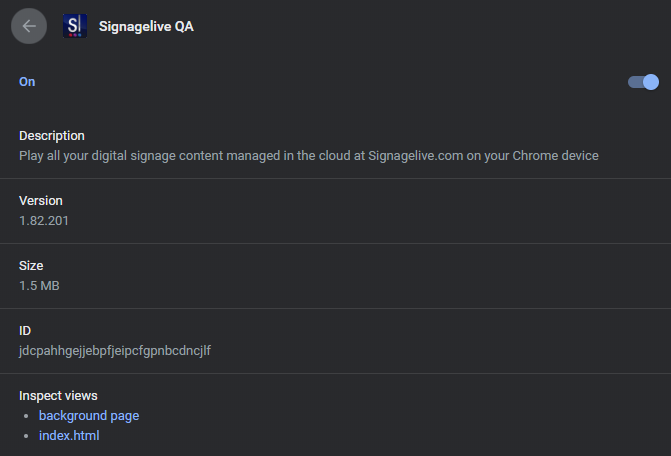 SI
Signagelive QA
On
Description
Play all your digital signage content managed in the cloud at Signagelive.com on your Chrome device
Version
1.82.201
Size
1.5 MB
ID
jdcpahhgejjebpfjeipcfgpnbcdncjlf
Inspect views
background page
index.html